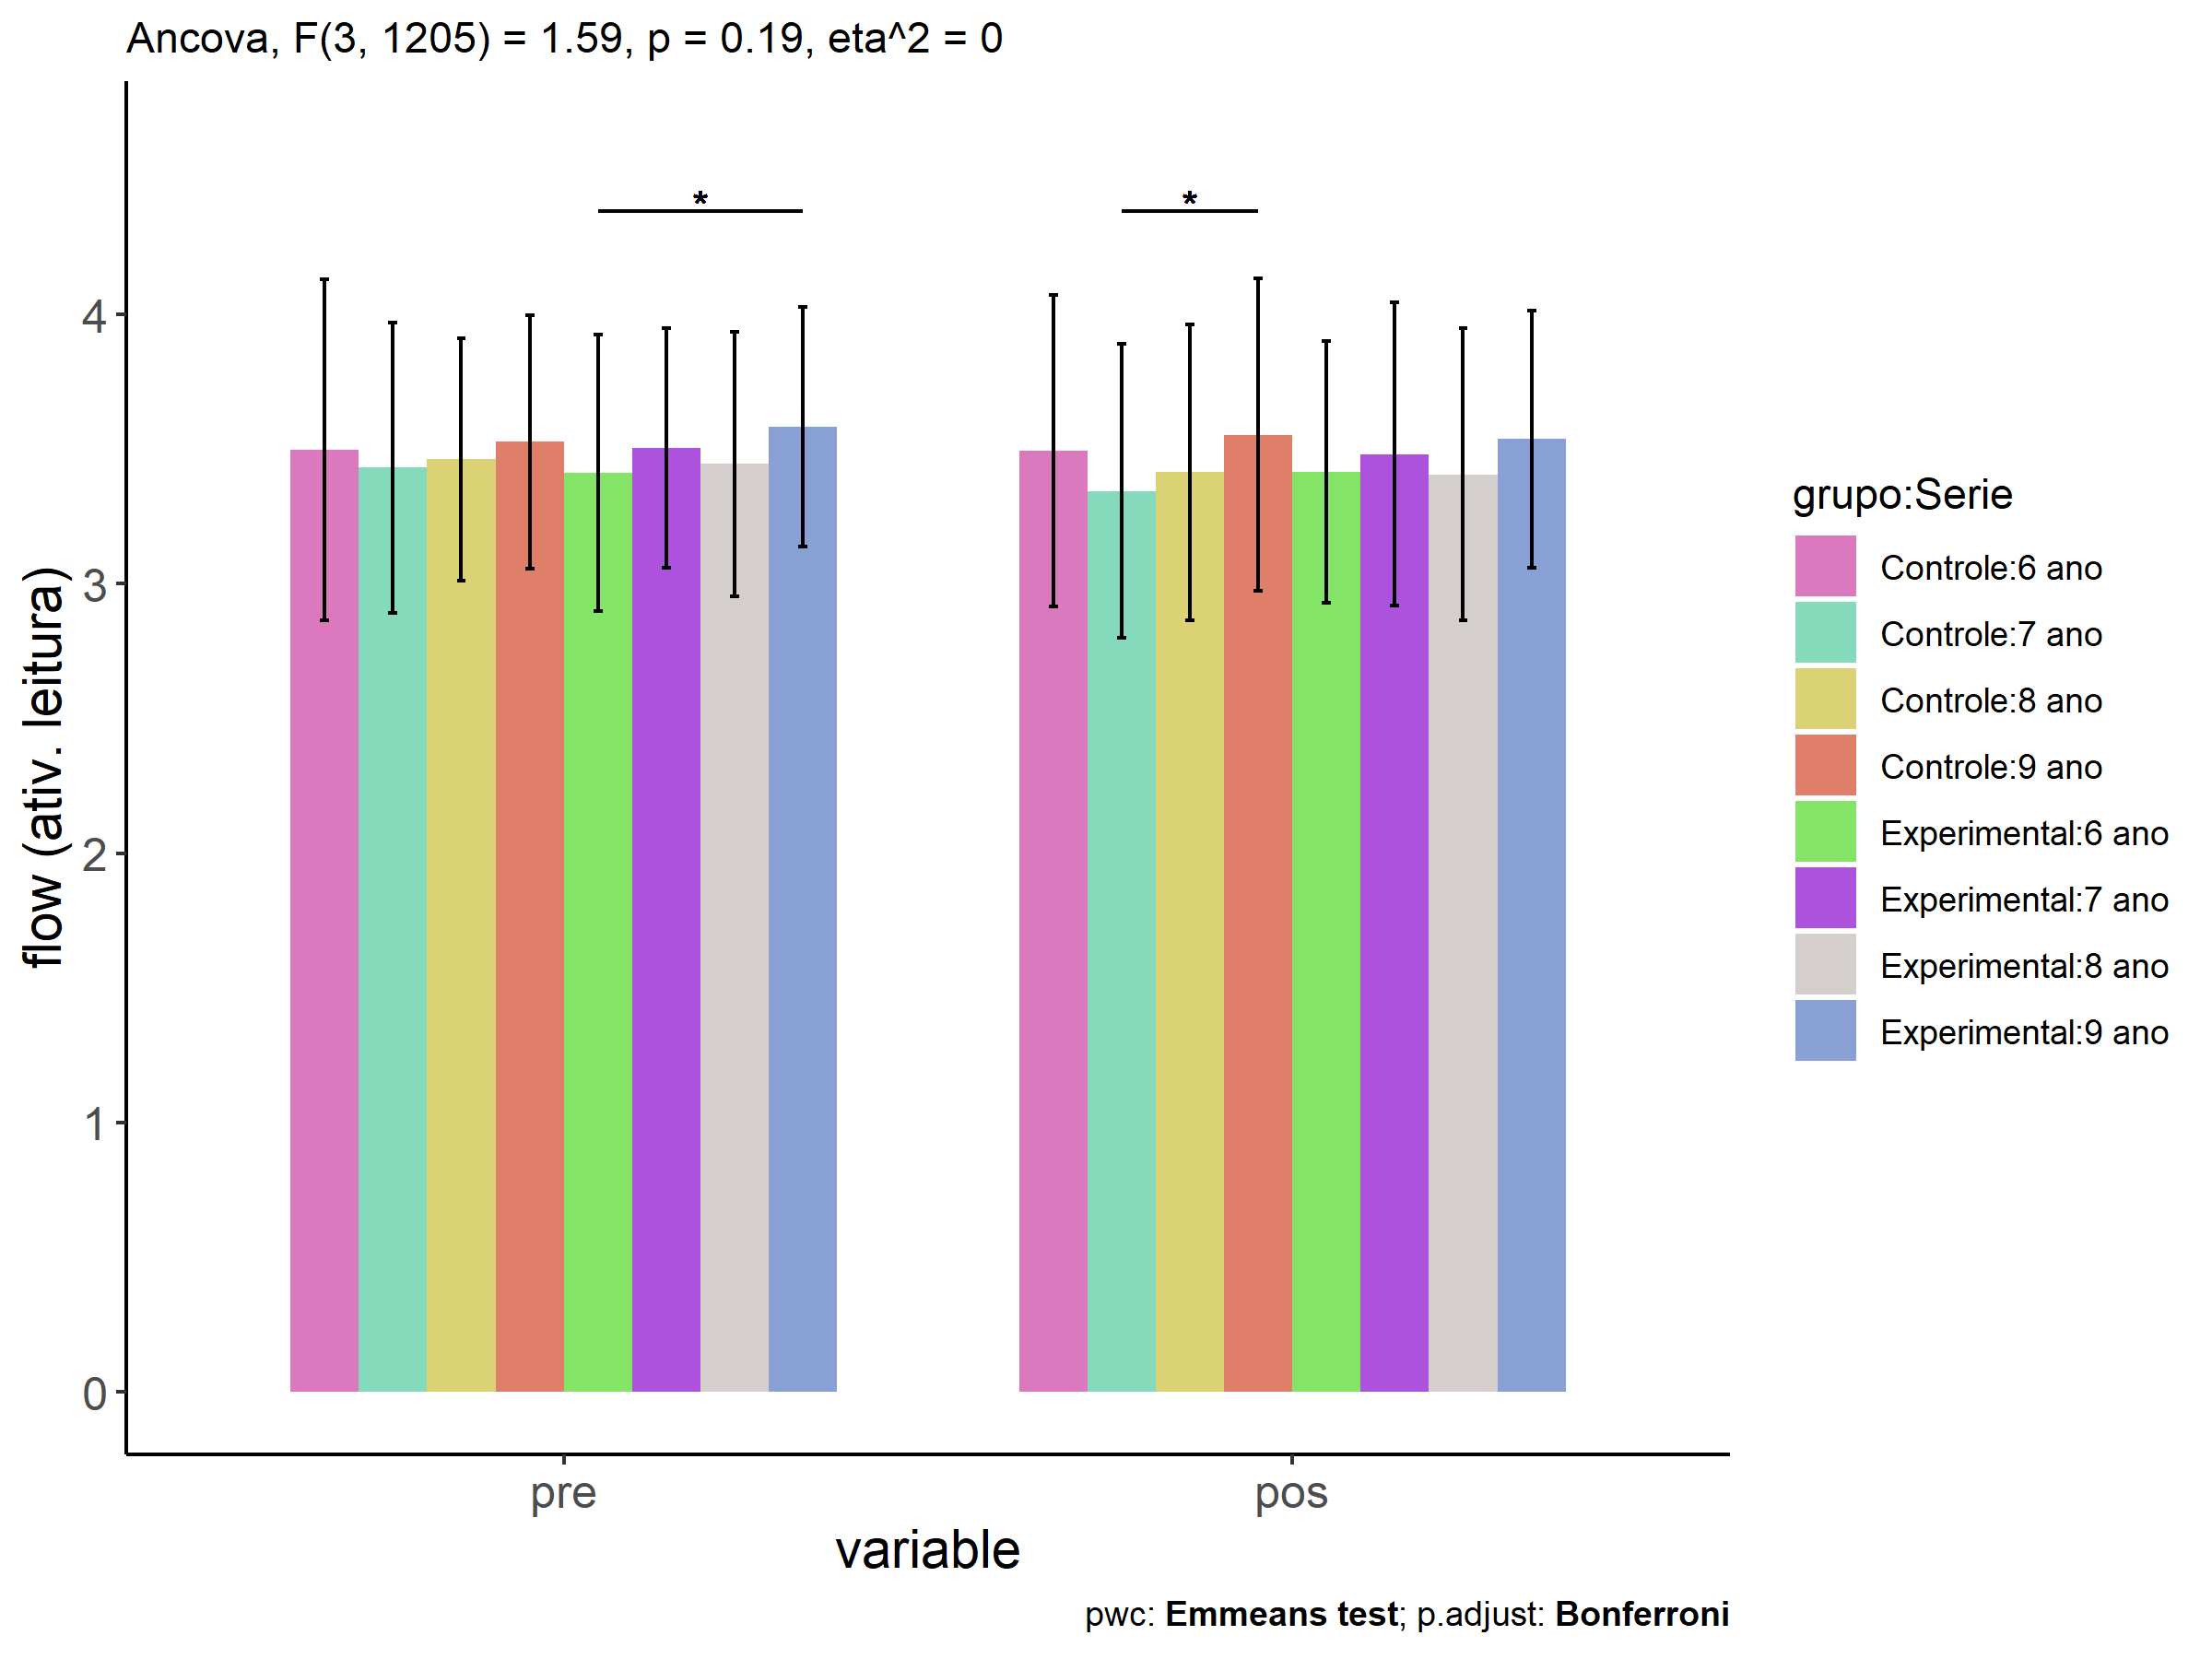 Ancova, F(3, 1205) = 1.59, p = 0.19, eta^2 = 0
*
*
4
3
2
1
0
flow (ativ. leitura)
pre
pos
variable
grupo:Serie
Controle:6 ano
Controle:7 ano
Controle:8 ano
Controle:9 ano
Experimental:6 ano
Experimental:7 ano
Experimental:8 ano
Experimental:9 ano
pwc: Emmeans test; p.adjust: Bonferroni